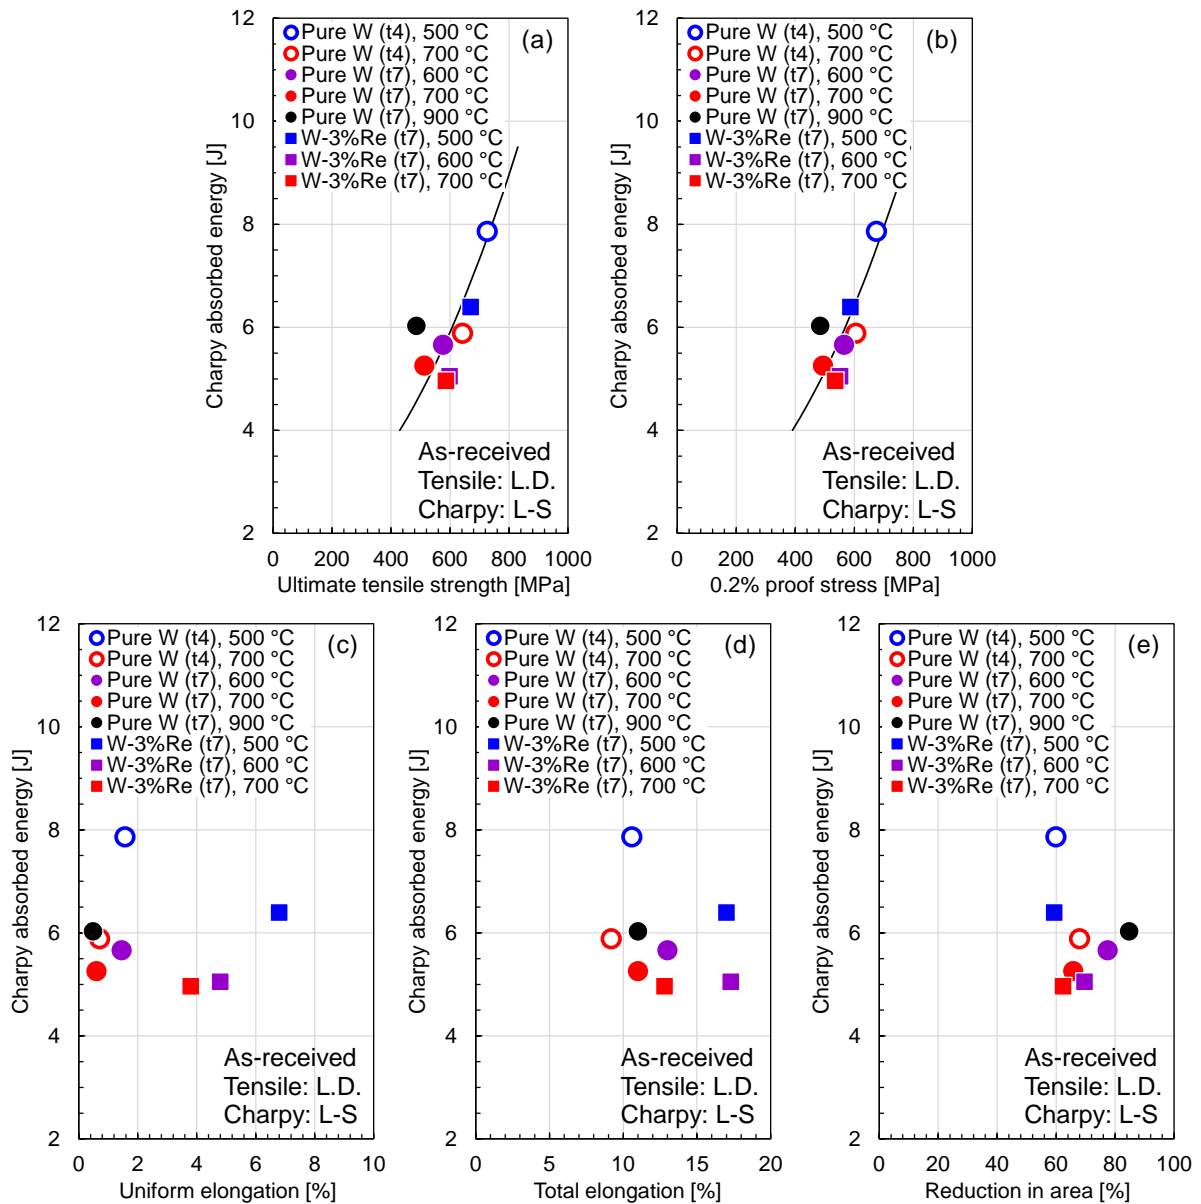 (a)
Pure W (t4), 500 °C
Pure W (t4), 700 °C
Pure W (t7), 600 °C
Pure W (t7), 700 °C
Pure W (t7), 900 °C
W-3%Re (t7), 500 °C
W-3%Re (t7), 600 °C
W-3%Re (t7), 700 °C
As-received
Tensile: L.D.
Charpy: L-S
Charpy absorbed energy [J]
12
10
8
6
4
2
0 200 400 600 800 1000
Ultimate tensile strength [MPa]
(b)
Pure W (t4), 500 °C
Pure W (t4), 700 °C
Pure W (t7), 600 °C
Pure W (t7), 700 °C
Pure W (t7), 900 °C
W-3%Re (t7), 500 °C
W-3%Re (t7), 600 °C
W-3%Re (t7), 700 °C
As-received
Tensile: L.D.
Charpy: L-S
Charpy absorbed energy [J]
12
10
8
6
4
2
0 200 400 600 800 1000
0.2% proof stress [MPa]
(c)
Pure W (t4), 500 °C
Pure W (t4), 700 °C
Pure W (t7), 600 °C
Pure W (t7), 700 °C
Pure W (t7), 900 °C
W-3%Re (t7), 500 °C
W-3%Re (t7), 600 °C
W-3%Re (t7), 700 °C
As-received
Tensile: L.D.
Charpy: L-S
Charpy absorbed energy [J]
12
10
8
6
4
2
0 2 4 6 8 10
Uniform elongation [%]
(d)
Pure W (t4), 500 °C
Pure W (t4), 700 °C
Pure W (t7), 600 °C
Pure W (t7), 700 °C
Pure W (t7), 900 °C
W-3%Re (t7), 500 °C
W-3%Re (t7), 600 °C
W-3%Re (t7), 700 °C
As-received
Tensile: L.D.
Charpy: L-S
Charpy absorbed energy [J]
12
10
8
6
4
2
0 5 10 15 20
Total elongation [%]
(e)
Pure W (t4), 500 °C
Pure W (t4), 700 °C
Pure W (t7), 600 °C
Pure W (t7), 700 °C
Pure W (t7), 900 °C
W-3%Re (t7), 500 °C
W-3%Re (t7), 600 °C
W-3%Re (t7), 700 °C
As-received
Tensile: L.D.
Charpy: L-S
Charpy absorbed energy [J]
12
10
8
6
4
2
0 20 40 60 80 100
Reduction in area [%]